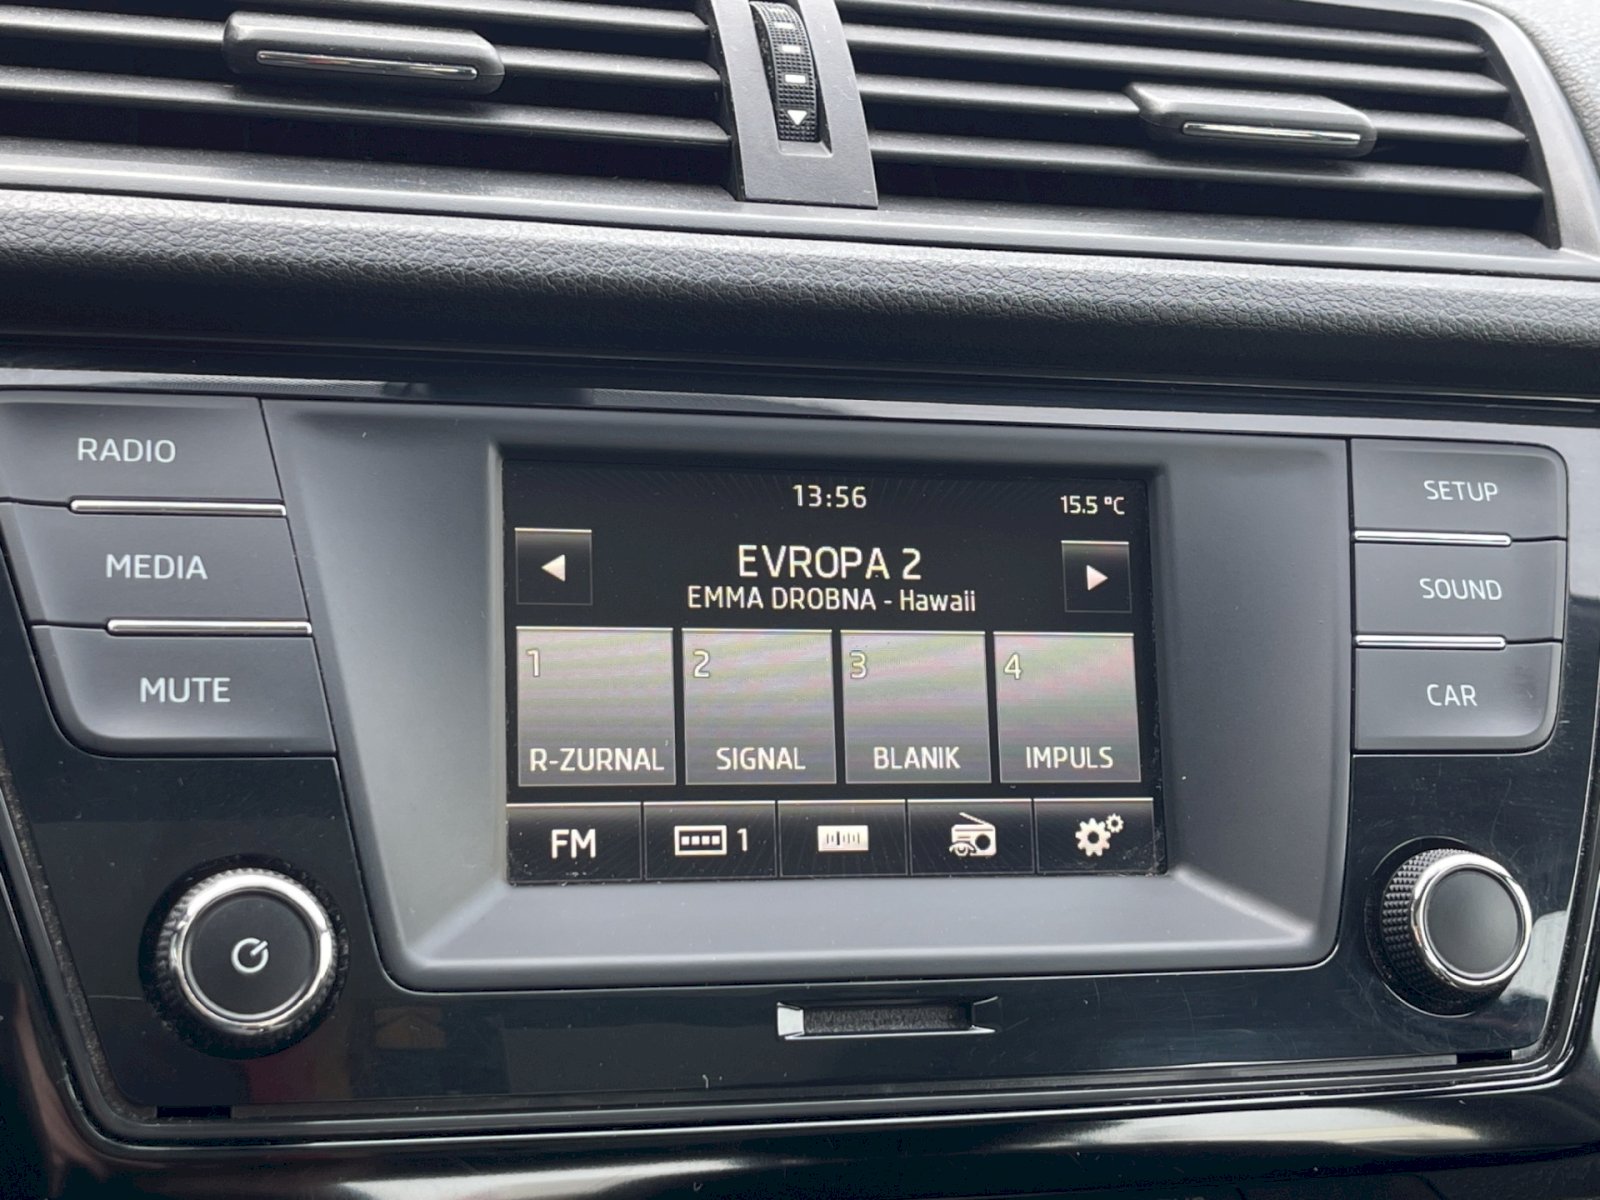 RADIO
MEDIA
MUTE
13:56
15.5 °C
EVROPA 2
EMMA DROBNA - Hawaii
1
2
3
4
R-ZURNAL
SIGNAL
BLANIK
IMPULS
FM
1
SETUP
SOUND
CAR